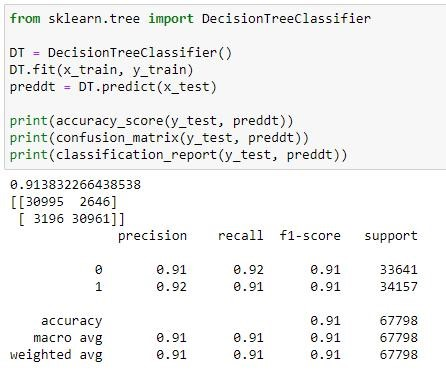 from sklearn.tree import DecisionTreeClassifier
DT = DecisionTreeClassifier()
DT.fit(x_train, y_train)
preddt = DT.predict(x_test)
print(accuracy_score(y_test, preddt))
print(confusion_matrix(y_test, preddt))
print(classification_report(y_test, preddt))
0.913832266438538
[[30995  2646]
 [ 3196 30961]]
              precision    recall  f1-score   support
           0       0.91      0.92      0.91     33641
           1       0.92      0.91      0.91     34157
    accuracy                           0.91     67798
   macro avg       0.91      0.91      0.91     67798
weighted avg       0.91      0.91      0.91     67798